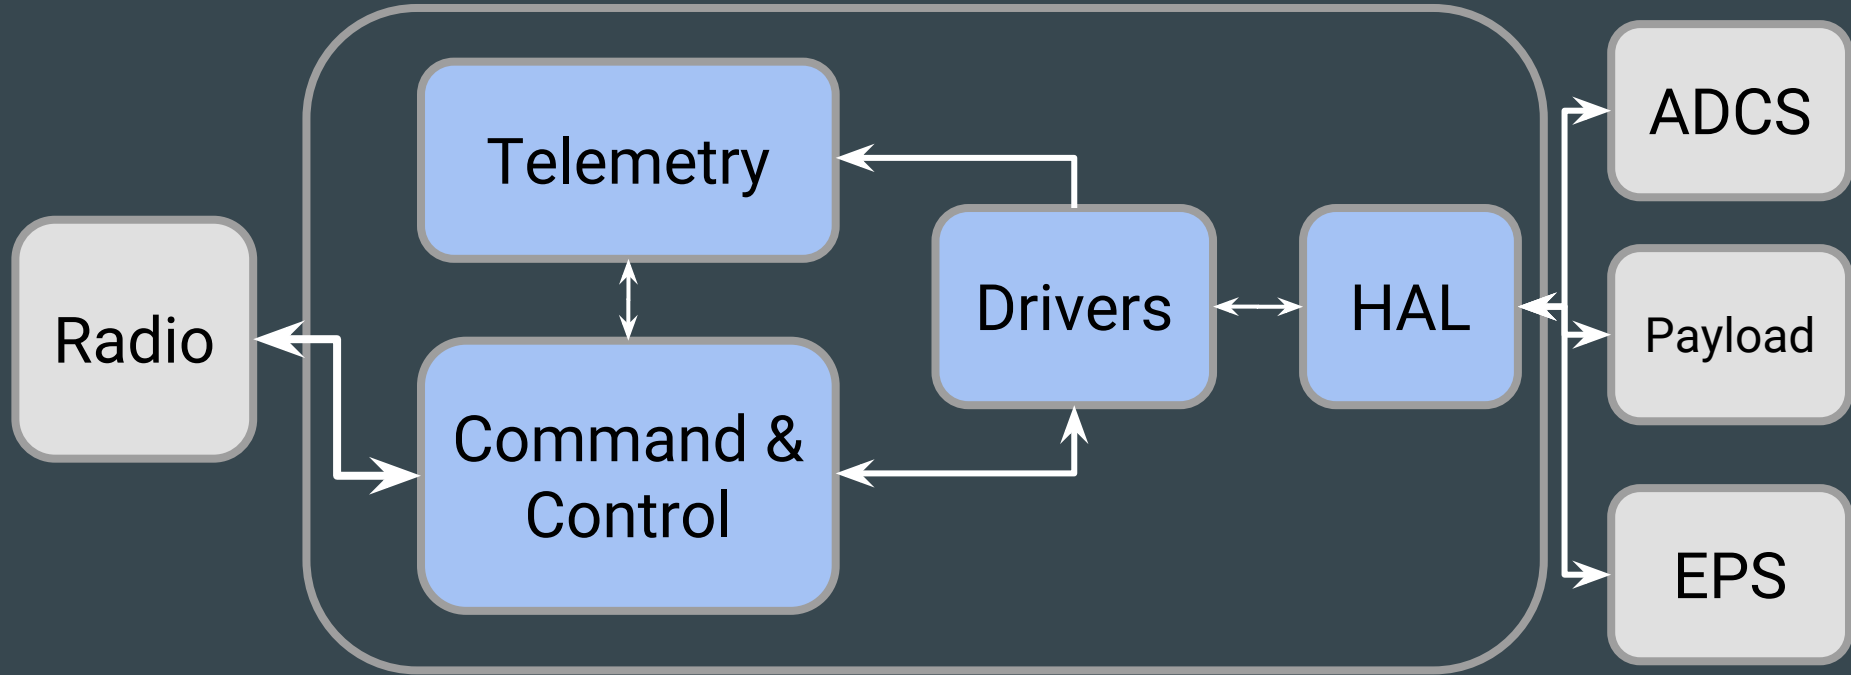 Telemetry
Radio
Command &
Control
Drivers
HAL
ADCS
Payload
EPS